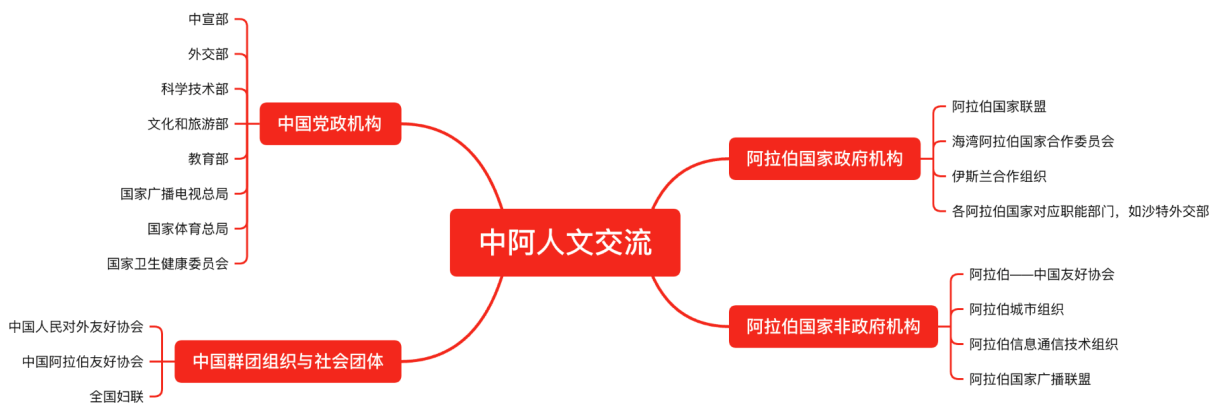 中阿人文交流
中国党政机构
中宣部
外交部
科学技术部
文化和旅游部
教育部
国家广播电视总局
国家体育总局
国家卫生健康委员会
中国群团组织与社会团体
中国人民对外友好协会
中国阿拉伯友好协会
全国妇联
阿拉伯国家政府机构
阿拉伯国家联盟
海湾阿拉伯国家合作委员会
伊斯兰合作组织
各阿拉伯国家对应职能部门，如沙特外交部
阿拉伯国家非政府机构
阿拉伯——中国友好协会
阿拉伯城市组织
阿拉伯信息通信技术组织
阿拉伯国家广播联盟